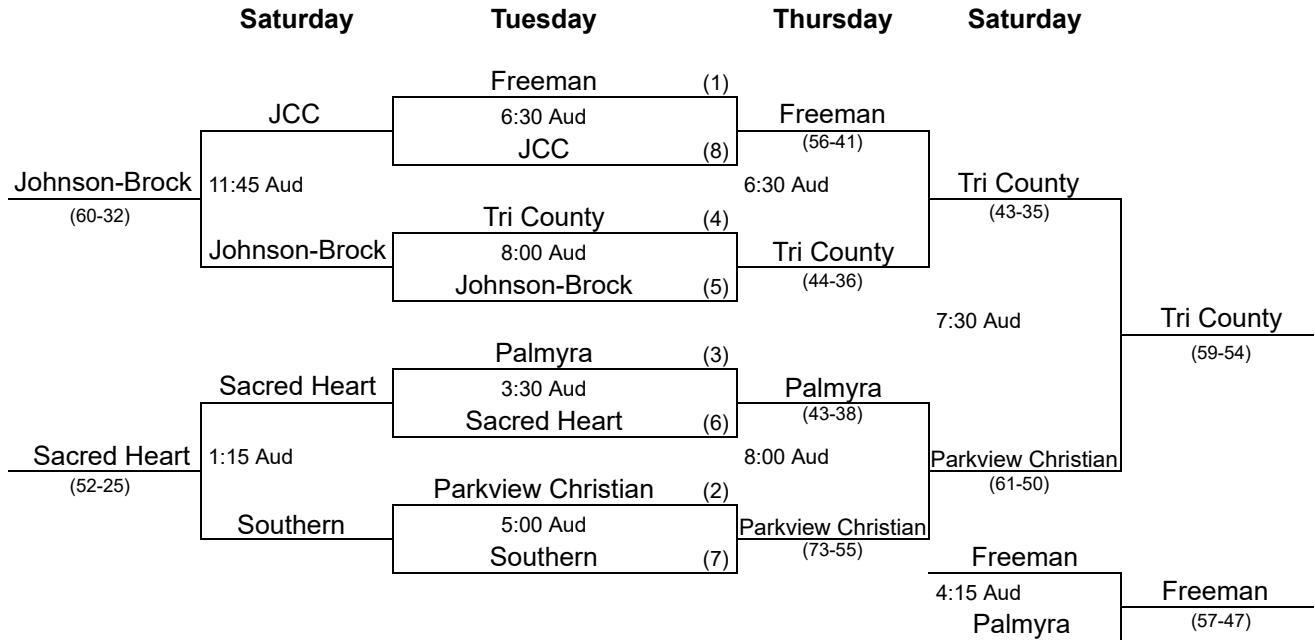 Saturday Tuesday Thursday Saturday
Freeman (1)
JCC 6:30 Aud Freeman
JCC (8) (56-41)
Johnson-Brock 11:45 Aud 6:30 Aud Tri County
(60-32) Tri County (4) (43-35)
Johnson-Brock 8:00 Aud Tri County
Johnson-Brock (5) (44-36)
7:30 Aud Tri County
Palmyra (3) (59-54)
Sacred Heart 3:30 Aud Palmyra
Sacred Heart (6) (43-38)
Sacred Heart 1:15 Aud 8:00 Aud Parkview Christian
(52-25) Parkview Christian (2) (61-50)
Southern 5:00 Aud Parkview Christian
Southern (7) (73-55) Freeman
4:15 Aud Freeman
Palmyra (57-47)